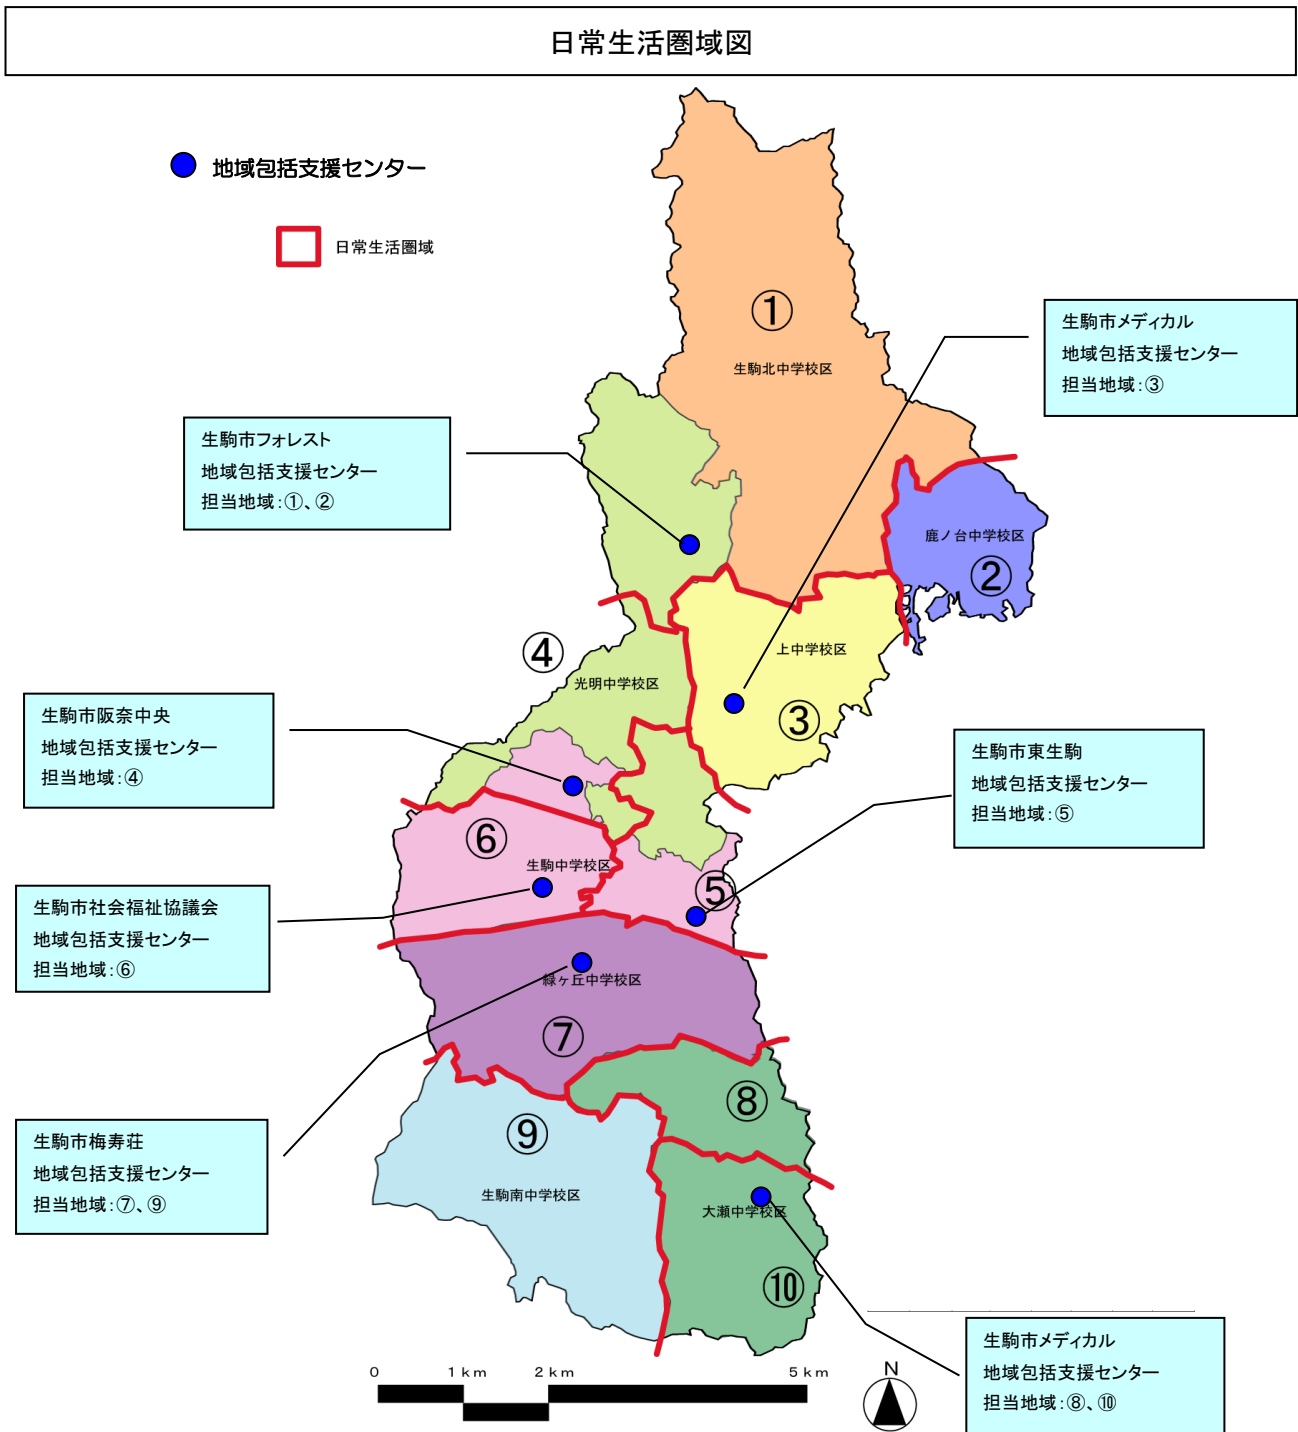 日常生活圏域図
地域包括支援センター
日常生活圏域
①
生駒北中学校区
生駒市メディカル
地域包括支援センター
担当地域：③
生駒市フォレスト
地域包括支援センター
担当地域：①、②
鹿ノ台中学校区
②
④
光明中学校区
上中学校区
③
生駒市阪奈中央
地域包括支援センター
担当地域：④
生駒市東生駒
地域包括支援センター
担当地域：⑤
⑥
生駒中学校区
⑤
生駒市社会福祉協議会
地域包括支援センター
担当地域：⑥
緑ヶ丘中学校区
⑦
⑧
⑨
生駒市梅寿荘
地域包括支援センター
担当地域：⑦、⑨
生駒南中学校区
大瀬中学校区
⑩
生駒市メディカル
地域包括支援センター
担当地域：⑧、⑩
0 1km 2km 5km
N